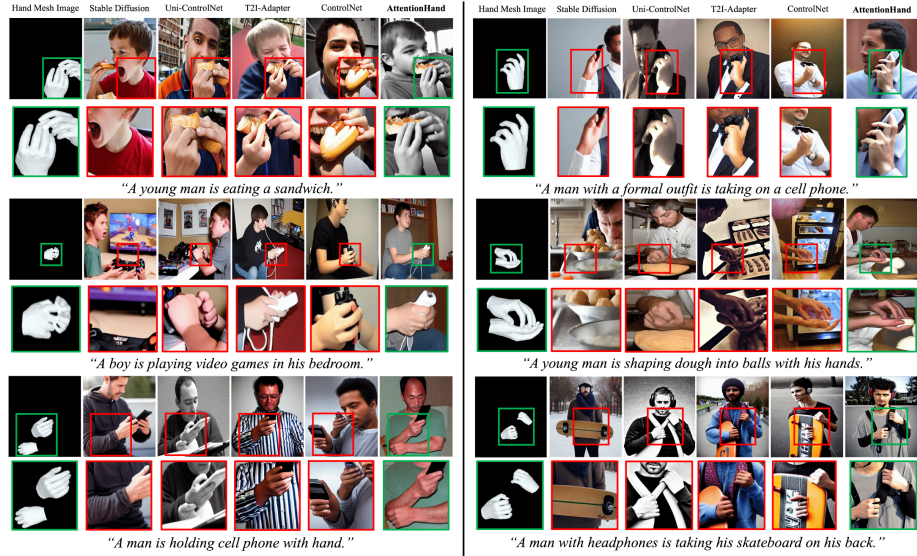 Hand Mesh Image Stable Diffusion Uni-ControlNet T2I-Adapter ControlNet AttentionHand
“A young man is eating a sandwich.”
“A boy is playing video games in his bedroom.”
“A man is holding cell phone with hand.”
Hand Mesh Image Stable Diffusion Uni-ControlNet T2I-Adapter ControlNet AttentionHand
“A man with a formal outfit is taking on a cell phone.”
“A young man is shaping dough into balls with his hands.”
“A man with headphones is taking his skateboard on his back.”